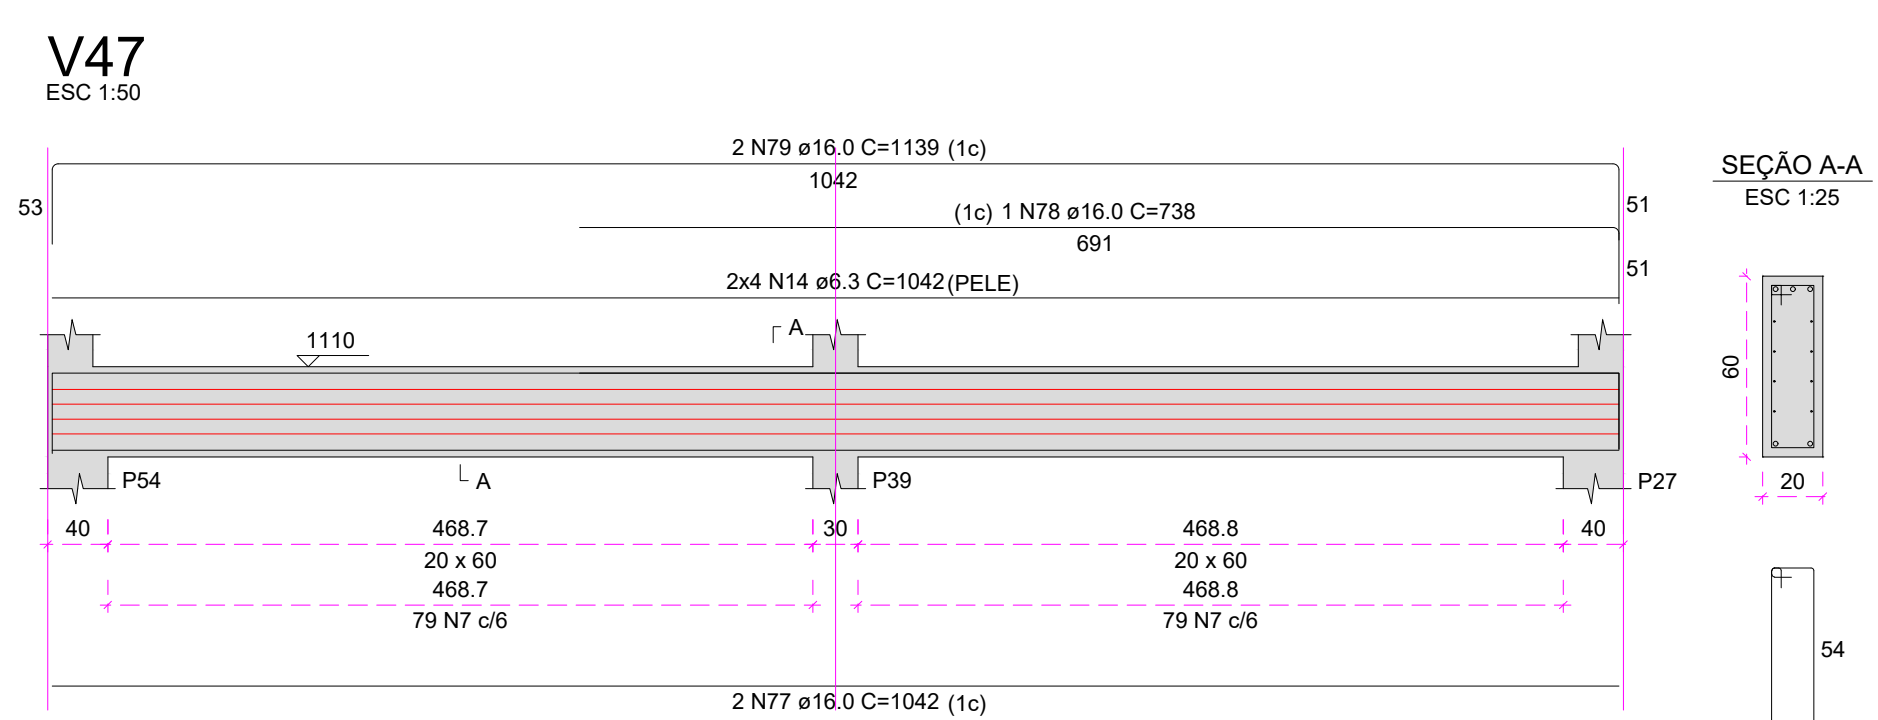 V47
ESC 1:50
2 N79 ø16.0 C=1139 (1c)
1042
53
51
(1c) 1 N78 ø16.0 C=738
691
51
2x4 N14 ø6.3 C=1042 (PELE)
A
1110
P54
A
P39
P27
40
468.7
30
468.8
40
20 x 60
20 x 60
468.7
468.8
79 N7 c/6
79 N7 c/6
2 N77 ø16.0 C=1042 (1c)
SEÇÃO A-A
ESC 1:25
60
20
54